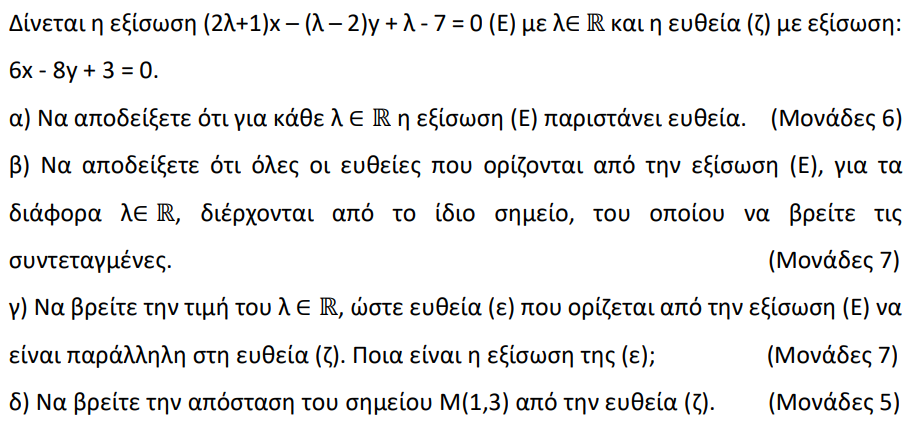 Δίνεται η εξίσωση (2λ+1)x – (λ – 2)y + λ - 7 = 0 (Ε) με λ∈ ℝ και η ευθεία (ζ) με εξίσωση:
6x - 8y + 3 = 0.
α) Να αποδείξετε ότι για κάθε λ ∈ ℝ η εξίσωση (Ε) παριστάνει ευθεία. (Μονάδες 6)
β) Να αποδείξετε ότι όλες οι ευθείες που ορίζονται από την εξίσωση (Ε), για τα
διάφορα λ∈ ℝ, διέρχονται από το ίδιο σημείο, του οποίου να βρείτε τις
συντεταγμένες. (Μονάδες 7)
γ) Να βρείτε την τιμή του λ ∈ ℝ, ώστε ευθεία (ε) που ορίζεται από την εξίσωση (Ε) να
είναι παράλληλη στη ευθεία (ζ). Ποια είναι η εξίσωση της (ε); (Μονάδες 7)
δ) Να βρείτε την απόσταση του σημείου Μ(1,3) από την ευθεία (ζ). (Μονάδες 5)